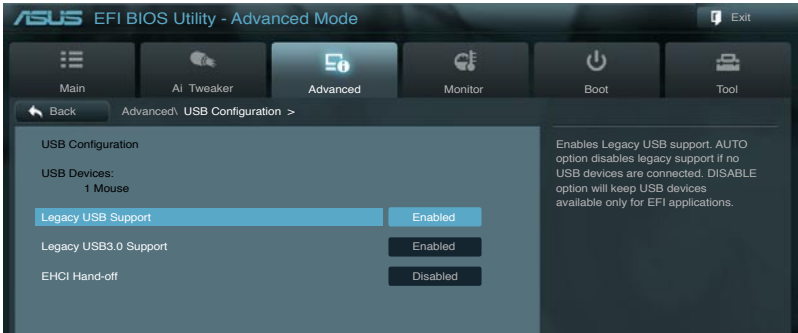 ASUS EFI BIOS Utility - Advanced Mode
Exit
Main
Ai Tweaker
Advanced
Monitor
Boot
Tool
Back
Advanced\ USB Configuration >
USB Configuration
USB Devices:
1 Mouse
Legacy USB Support Enabled
Legacy USB3.0 Support Enabled
EHCI Hand-off Disabled
Enables Legacy USB support. AUTO
option disables legacy support if no
USB devices are connected. DISABLE
option will keep USB devices
available only for EFI applications.